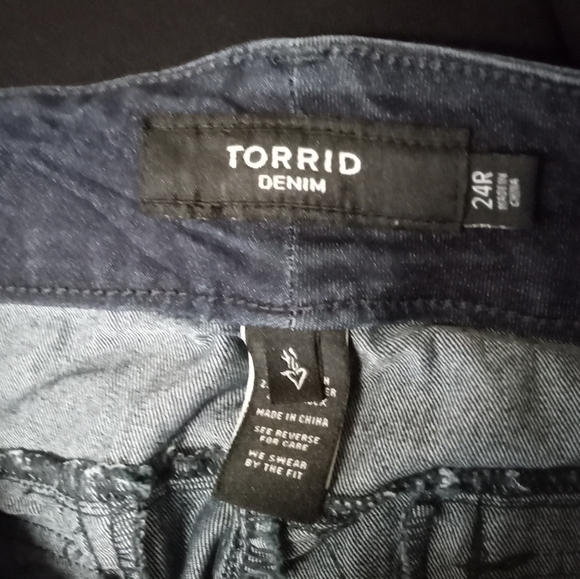 TORRID
DENIM
24R
MADE IN
CHINA
MADE IN CHINA
SEE REVERSE
FOR CARE
WE SWEAR
BY THE FIT